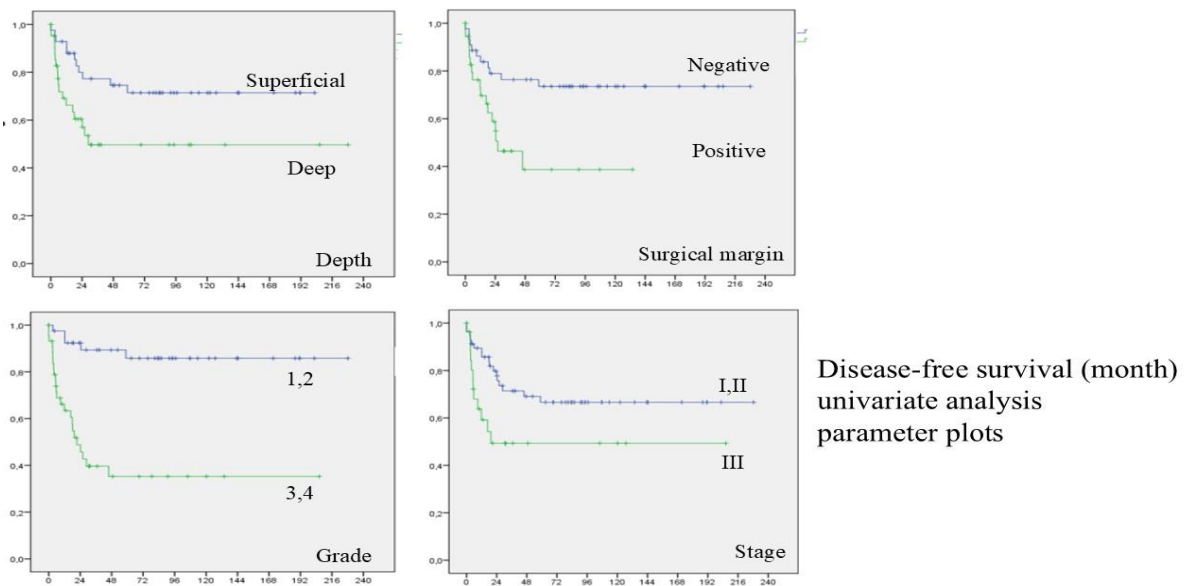 1,0
0,8
0,6
0,4
0,2
0,0
Superficial
Deep
Depth
0 24 48 72 96 120 144 168 192 216 240
1,0
0,8
0,6
0,4
0,2
0,0
Negative
Positive
Surgical margin
0 24 48 72 96 120 144 168 192 216 240
1,0
0,8
0,6
0,4
0,2
0,0
1,2
3,4
Grade
0 24 48 72 96 120 144 168 192 216 240
1,0
0,8
0,6
0,4
0,2
0,0
I,II
III
Stage
0 24 48 72 96 120 144 168 192 216 240
Disease-free survival (month)
univariate analysis
parameter plots